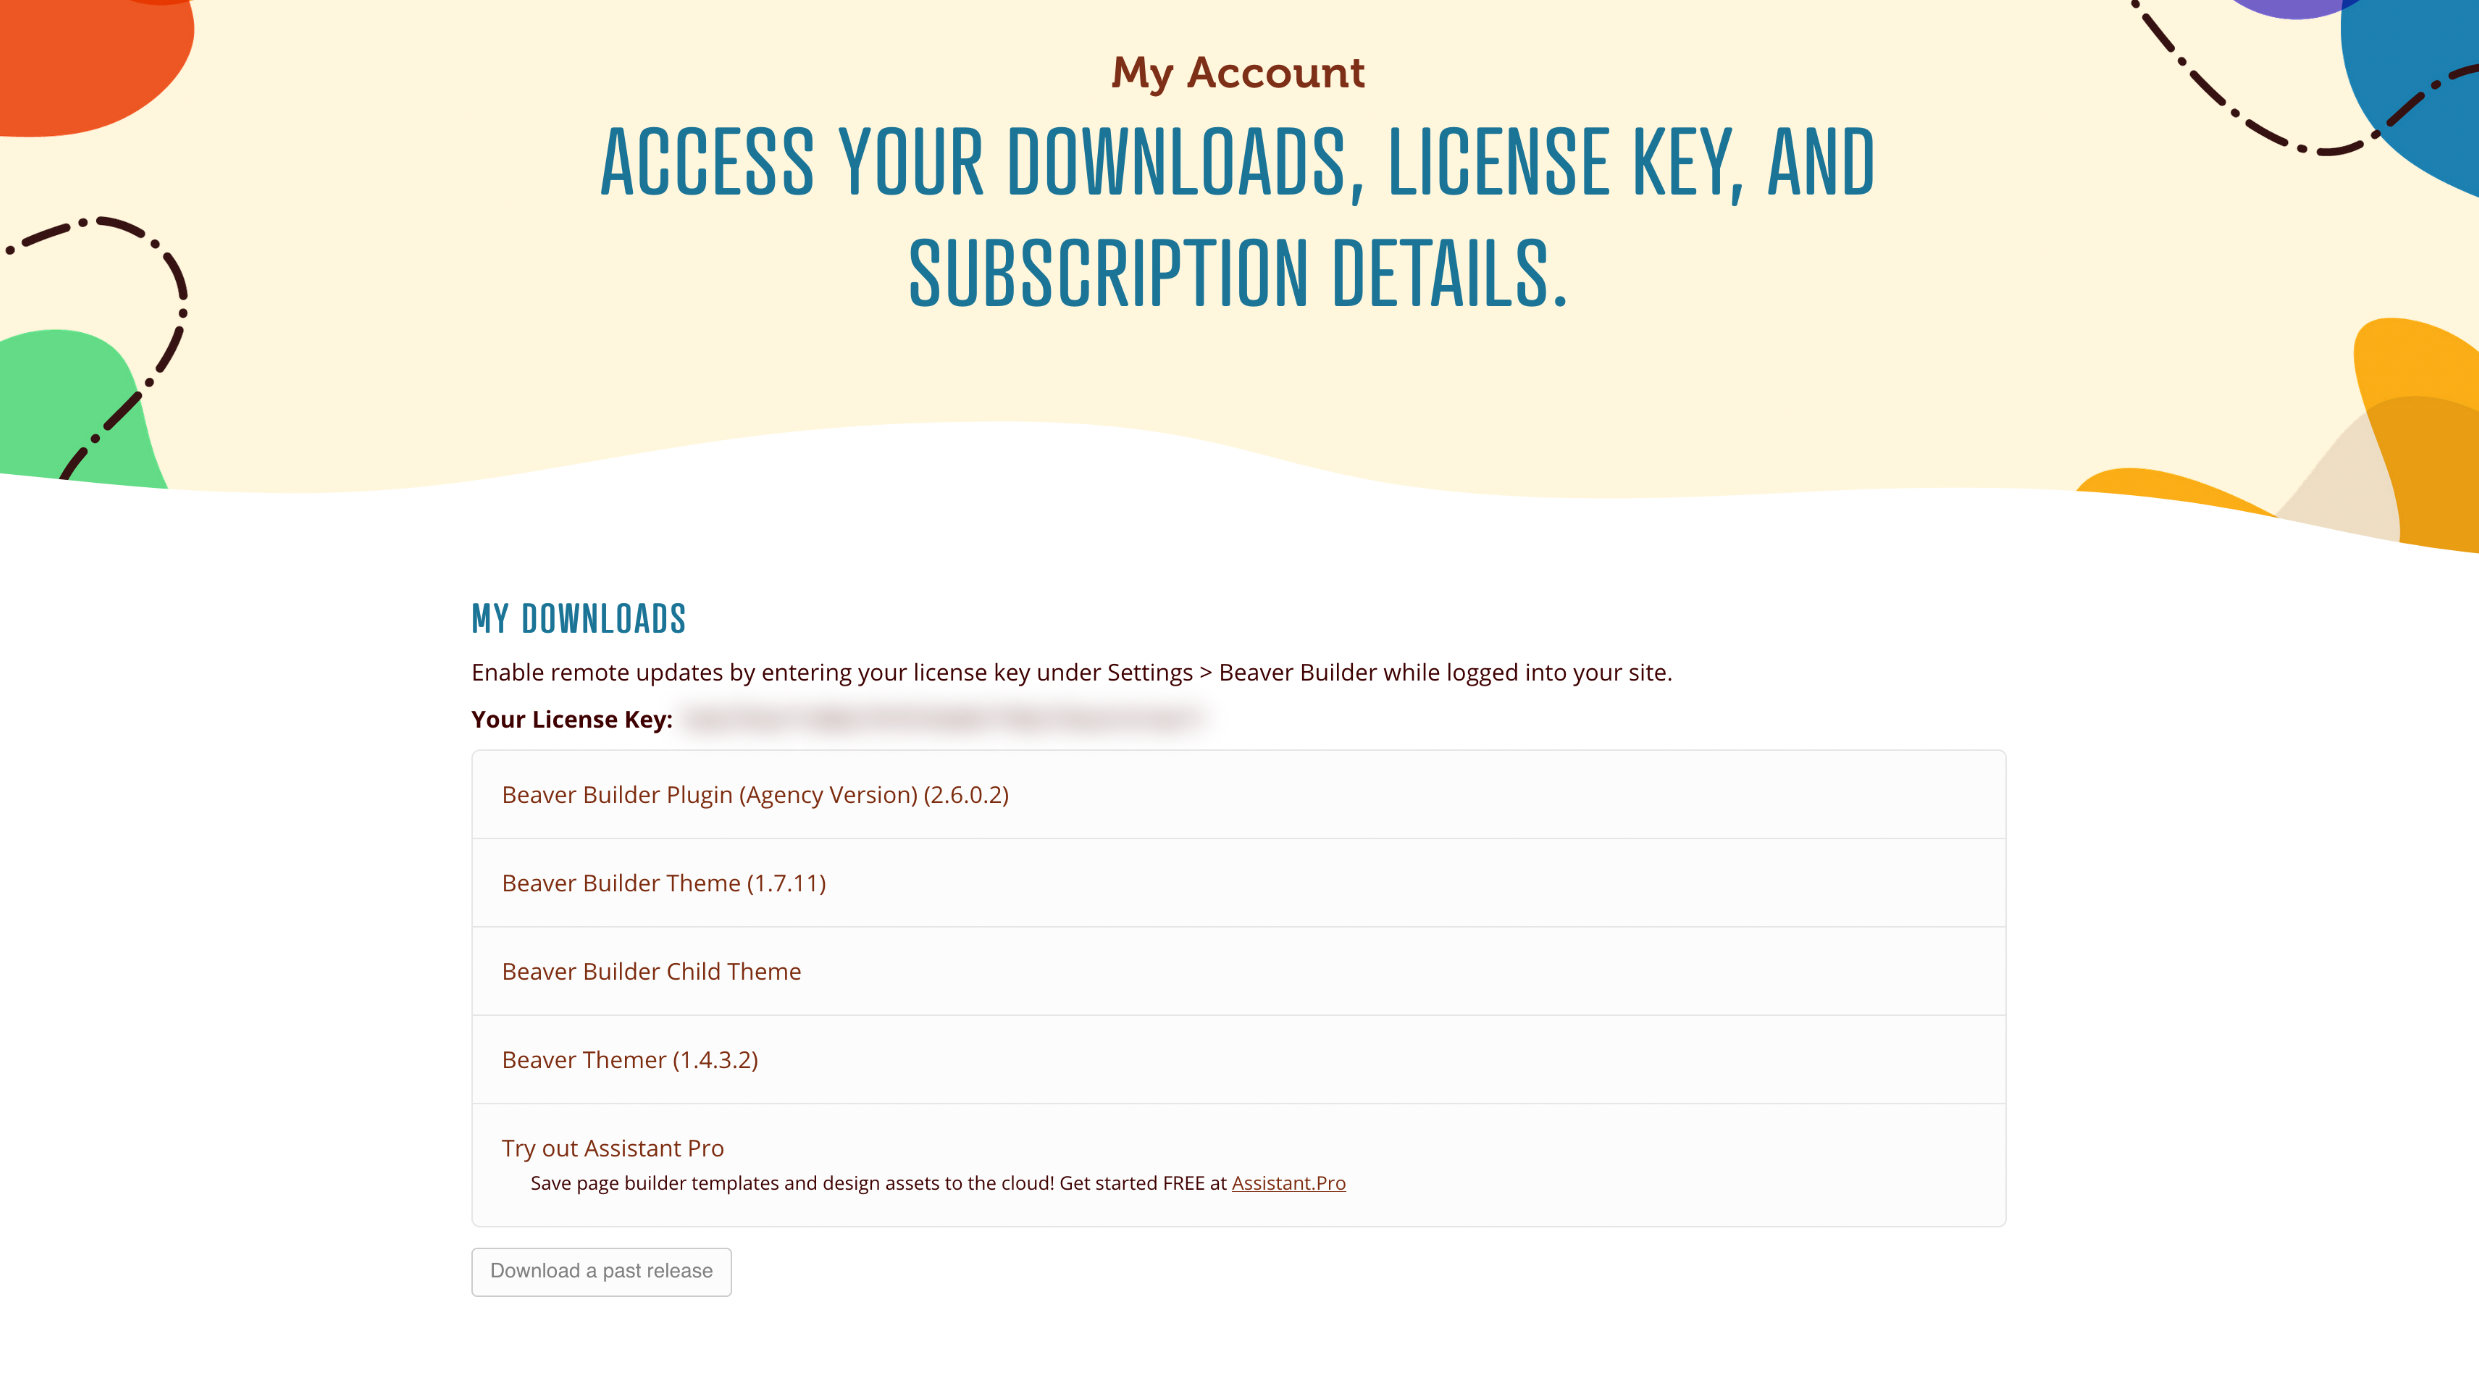 My Account
ACCESS YOUR DOWNLOADS, LICENSE KEY, AND
SUBSCRIPTION DETAILS.
MY DOWNLOADS
Enable remote updates by entering your license key under Settings > Beaver Builder while logged into your site.
Your License Key:
Beaver Builder Plugin (Agency Version) (2.6.0.2)
Beaver Builder Theme (1.7.11)
Beaver Builder Child Theme
Beaver Themer (1.4.3.2)
Try out Assistant Pro
Save page builder templates and design assets to the cloud! Get started FREE at Assistant.Pro
Download a past release